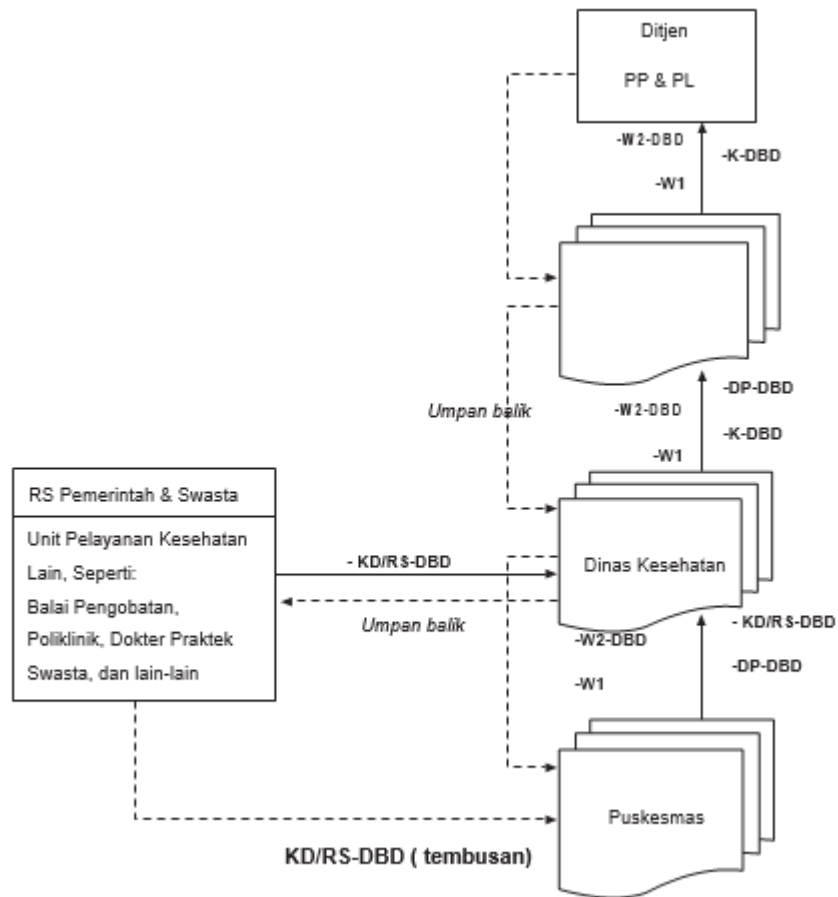 Ditjen
PP & PL
-W2-DBD
-K-DBD
-W1
-DP-DBD
Umpan balik
-W2-DBD
-K-DBD
-W1
RS Pemerintah & Swasta
Unit Pelayanan Kesehatan
Lain, Seperti:
Balai Pengobatan,
Poliklinik, Dokter Praktek
Swasta, dan lain-lain
- KD/RS-DBD
Dinas Kesehatan
Umpan balik
-W2-DBD
- KD/RS-DBD
-W1
-DP-DBD
Puskesmas
KD/RS-DBD ( tembusan)